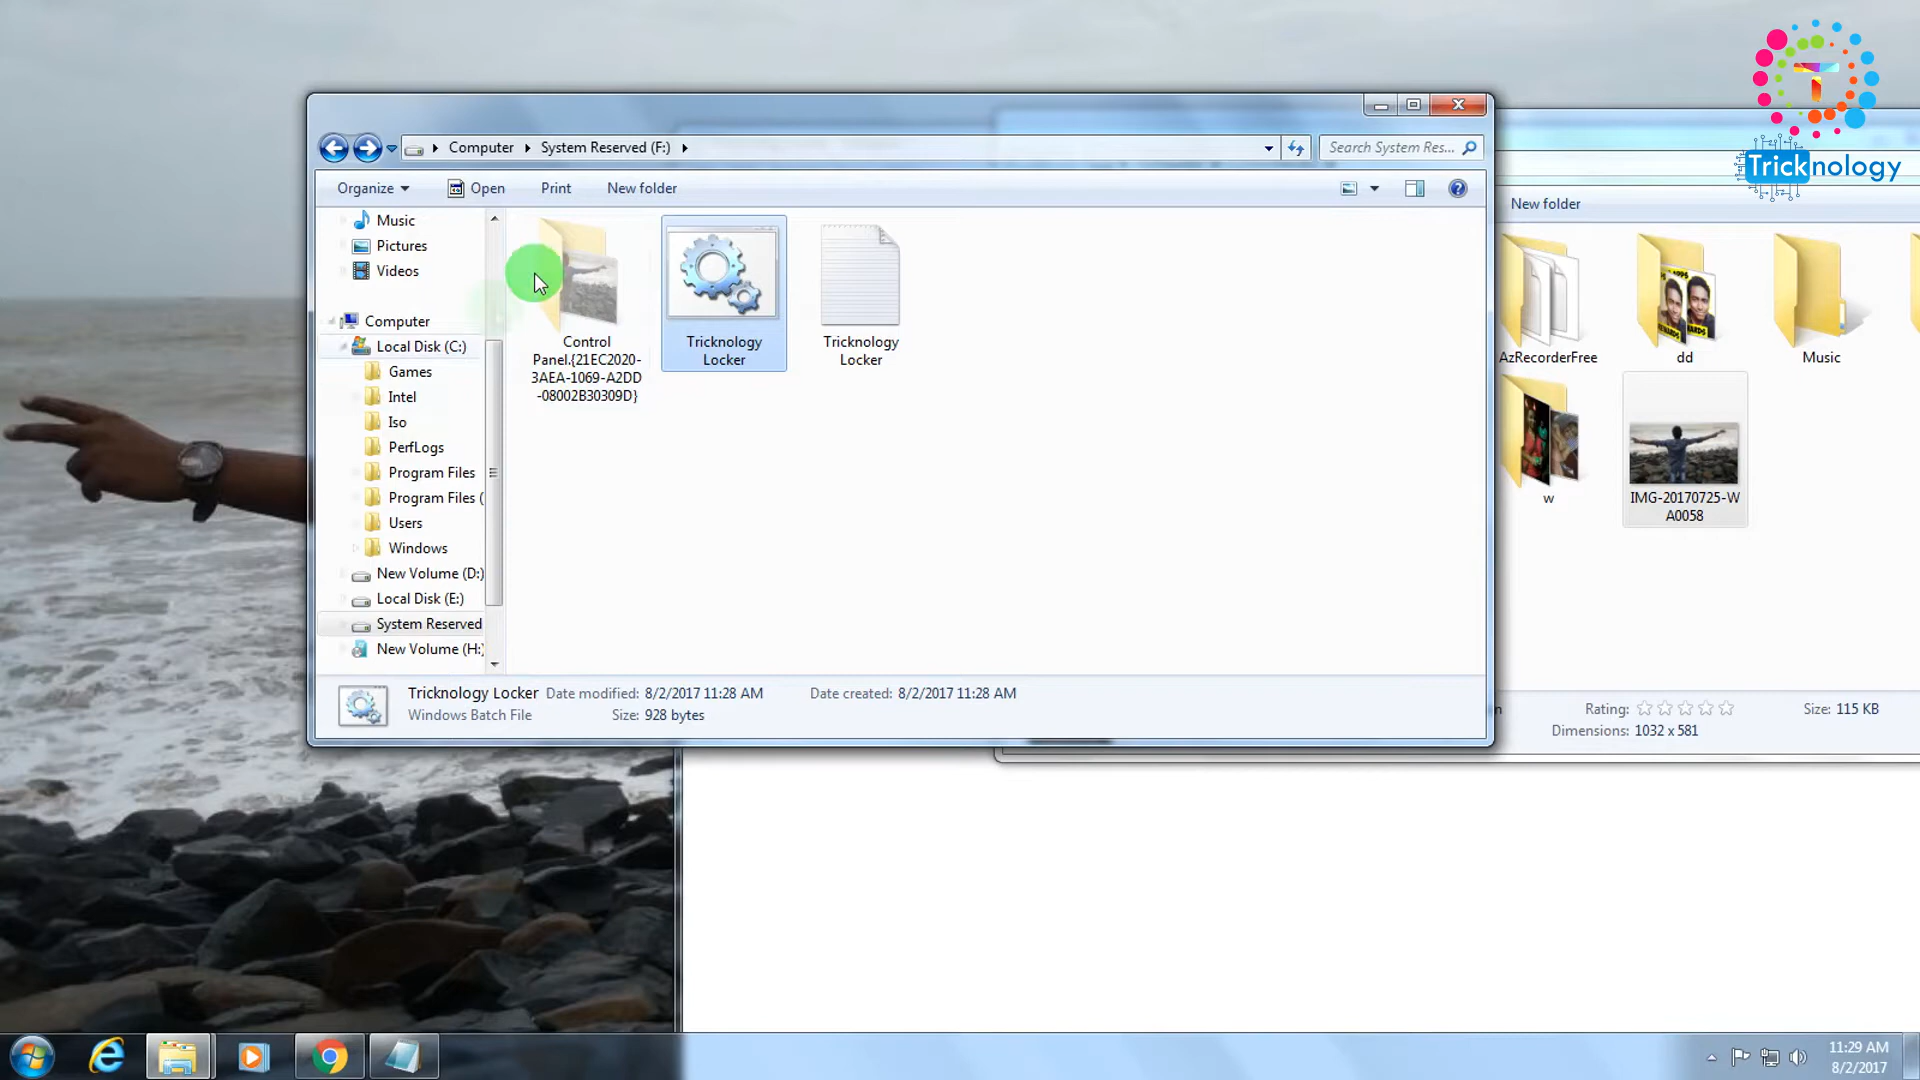 Tricknology
Computer
System Reserved (F:)
Search System Res...
Organize
Open
Print
New folder
Music
Pictures
Videos
Computer
Local Disk (C:)
Games
Intel
Iso
PerfLogs
Program Files
Program Files (
Users
Windows
New Volume (D:)
Local Disk (E:)
System Reserved
New Volume (H:)
Control
Panel.{21EC2020-
3AEA-1069-A2DD
-08002B30309D}
Tricknology
Locker
Tricknology
Locker
Tricknology Locker
Date modified: 8/2/2017 11:28 AM
Date created: 8/2/2017 11:28 AM
Windows Batch File
Size: 928 bytes
New folder
AzRecorderFree
dd
Music
w
IMG-20170725-W
A0058
Rating:
Size: 115 KB
Dimensions: 1032 x 581
11:29 AM
8/2/2017